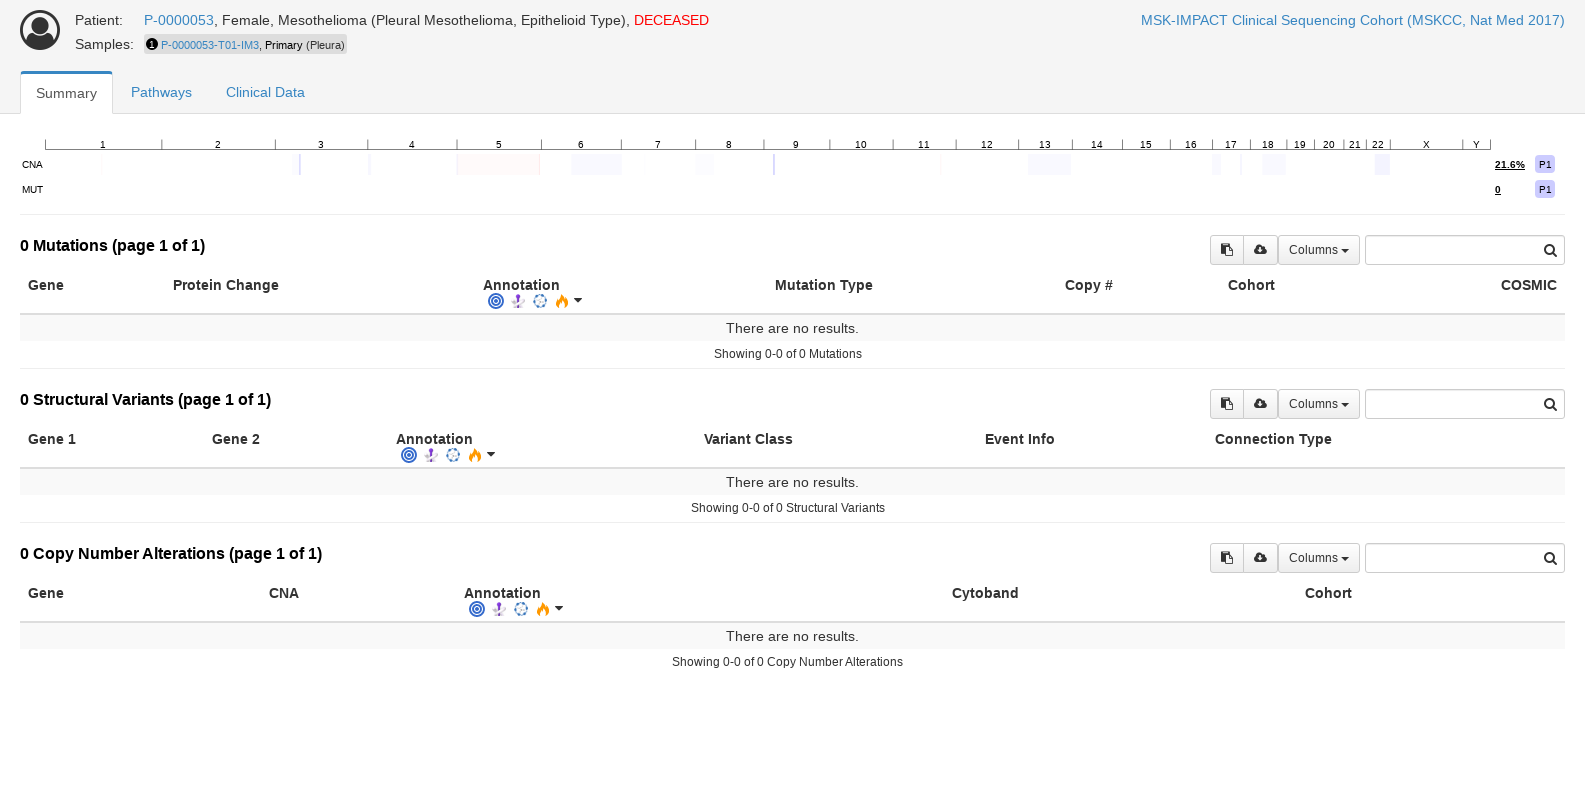 Patient: P-0000053, Female, Mesothelioma (Pleural Mesothelioma, Epithelioid Type), DECEASED
MSK-IMPACT Clinical Sequencing Cohort (MSKCC, Nat Med 2017)
Samples: 1 P-0000053-T01-IM3, Primary (Pleura)
Summary Pathways Clinical Data
1 2 3 4 5 6 7 8 9 10 11 12 13 14 15 16 17 18 19 20 21 22 X Y
CNA 21.6% P1
MUT 0 P1
0 Mutations (page 1 of 1) Columns
Gene Protein Change Annotation Mutation Type Copy # Cohort COSMIC
There are no results.
Showing 0-0 of 0 Mutations
0 Structural Variants (page 1 of 1) Columns
Gene 1 Gene 2 Annotation Variant Class Event Info Connection Type
There are no results.
Showing 0-0 of 0 Structural Variants
0 Copy Number Alterations (page 1 of 1) Columns
Gene CNA Annotation Cytoband Cohort
There are no results.
Showing 0-0 of 0 Copy Number Alterations